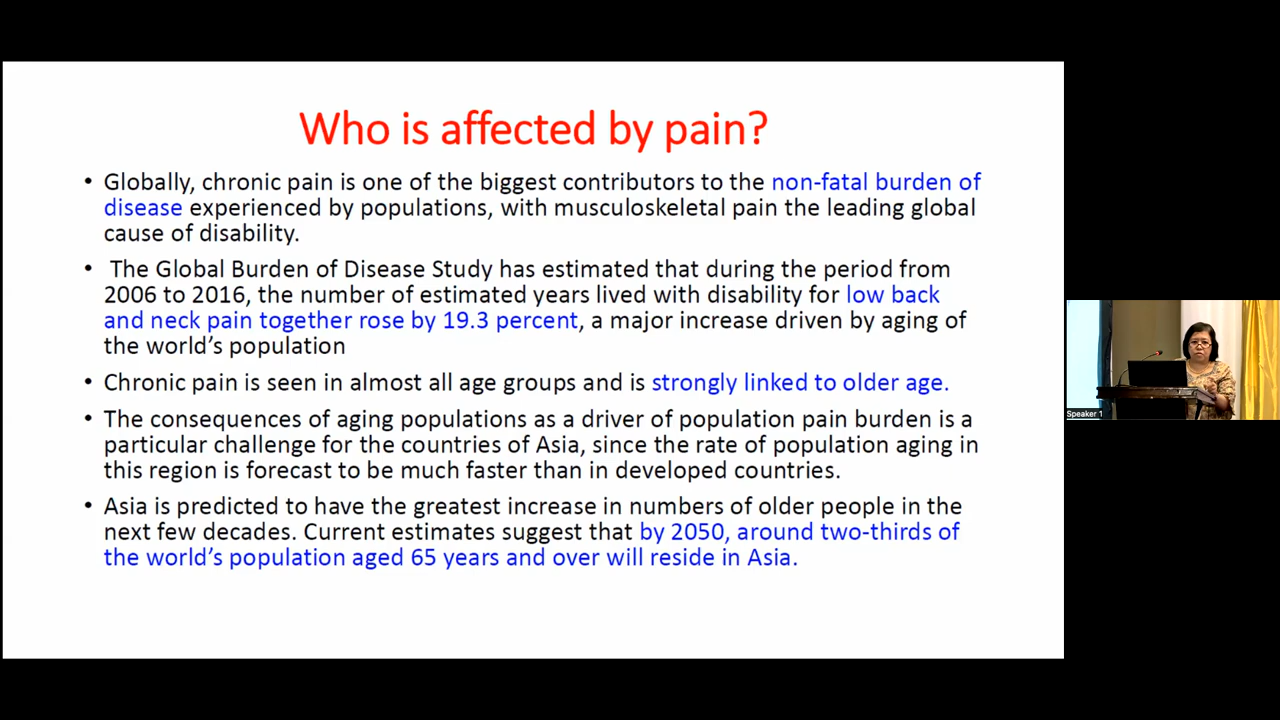 Who is affected by pain?
• Globally, chronic pain is one of the biggest contributors to the non-fatal burden of
disease experienced by populations, with musculoskeletal pain the leading global
cause of disability.
• The Global Burden of Disease Study has estimated that during the period from
2006 to 2016, the number of estimated years lived with disability for low back
and neck pain together rose by 19.3 percent, a major increase driven by aging of
the world's population
• Chronic pain is seen in almost all age groups and is strongly linked to older age.
• The consequences of aging populations as a driver of population pain burden is a
particular challenge for the countries of Asia, since the rate of population aging in
this region is forecast to be much faster than in developed countries.
• Asia is predicted to have the greatest increase in numbers of older people in the
next few decades. Current estimates suggest that by 2050, around two-thirds of
the world's population aged 65 years and over will reside in Asia.
Speaker 1